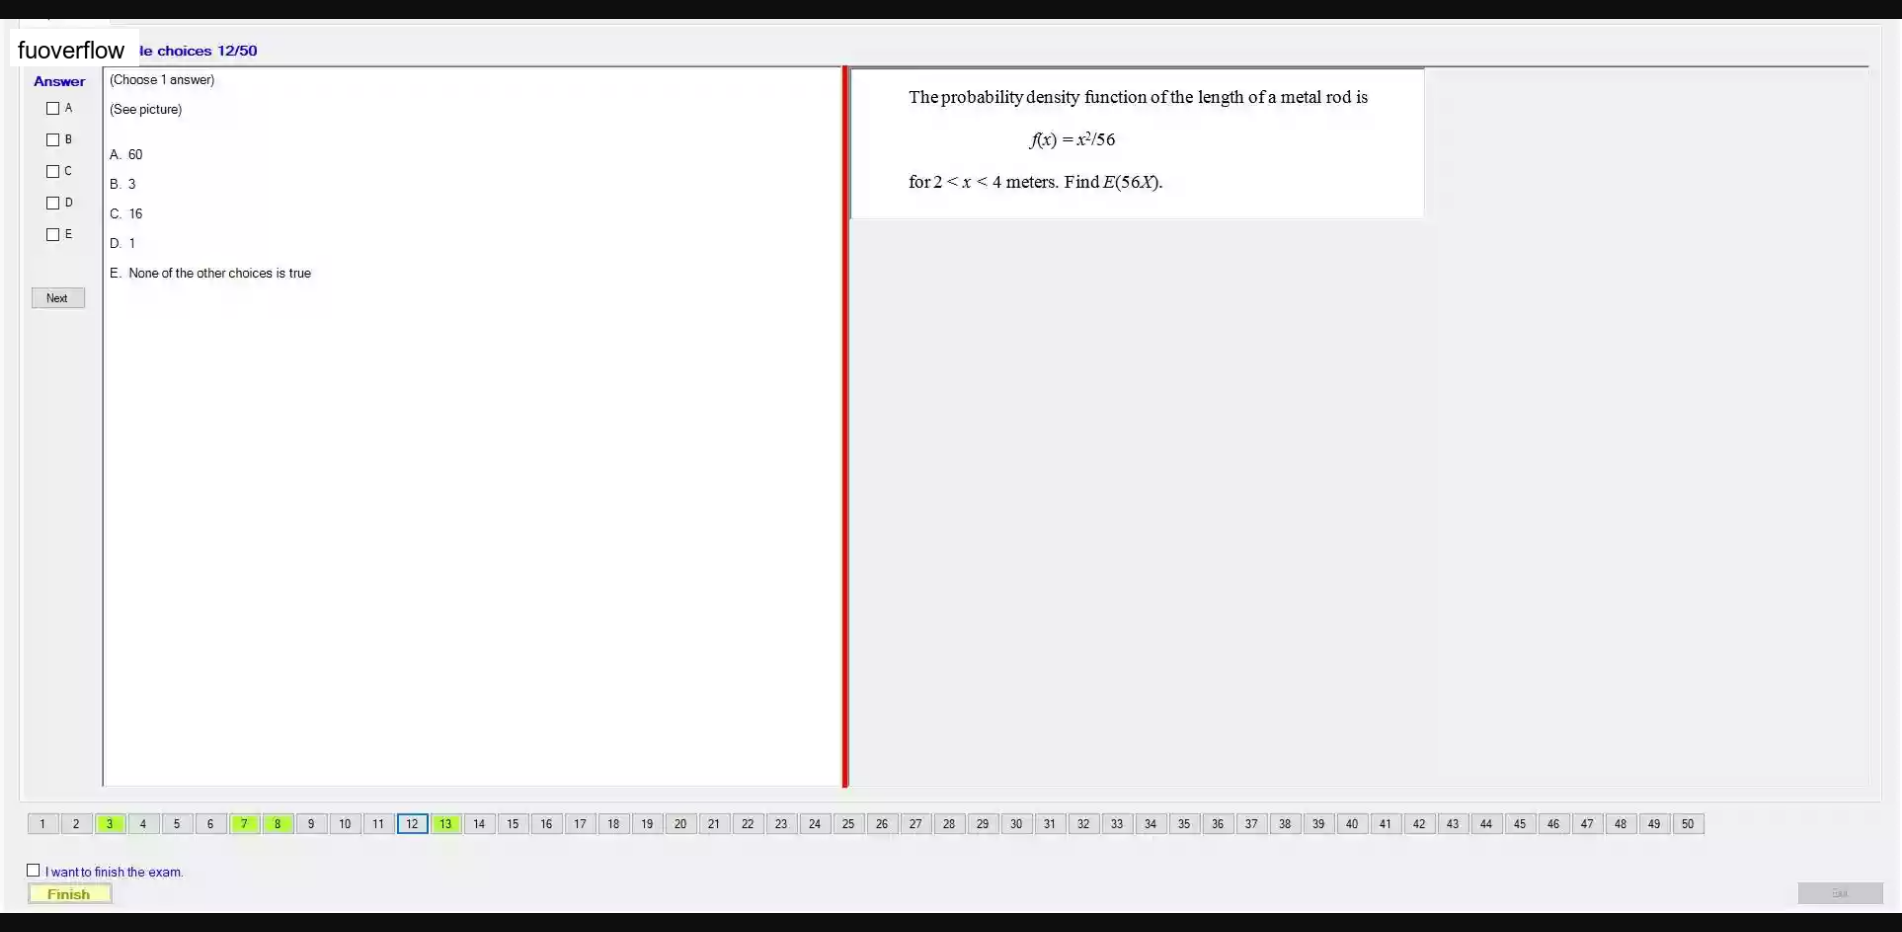 fuoverflow
le choices 12/50
Answer
A
B
C
D
E
Next
(Choose 1 answer)
(See picture)
A. 60
B. 3
C. 16
D. 1
E. None of the other choices is true
The probability density function of the length of a metal rod is
f(x) = x²/56
for 2 < x < 4 meters. Find E(56X).
1 2 3 4 5 6 7 8 9 10 11 12 13 14 15 16 17 18 19 20 21 22 23 24 25 26 27 28 29 30 31 32 33 34 35 36 37 38 39 40 41 42 43 44 45 46 47 48 49 50
I want to finish the exam.
Finish